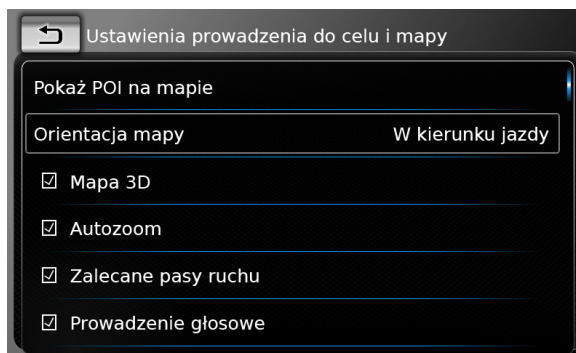 Ustawienia prowadzenia do celu i mapy
Pokaż POI na mapie
Orientacja mapy W kierunku jazdy
Mapa 3D
Autozoom
Zalecane pasy ruchu
Prowadzenie głosowe